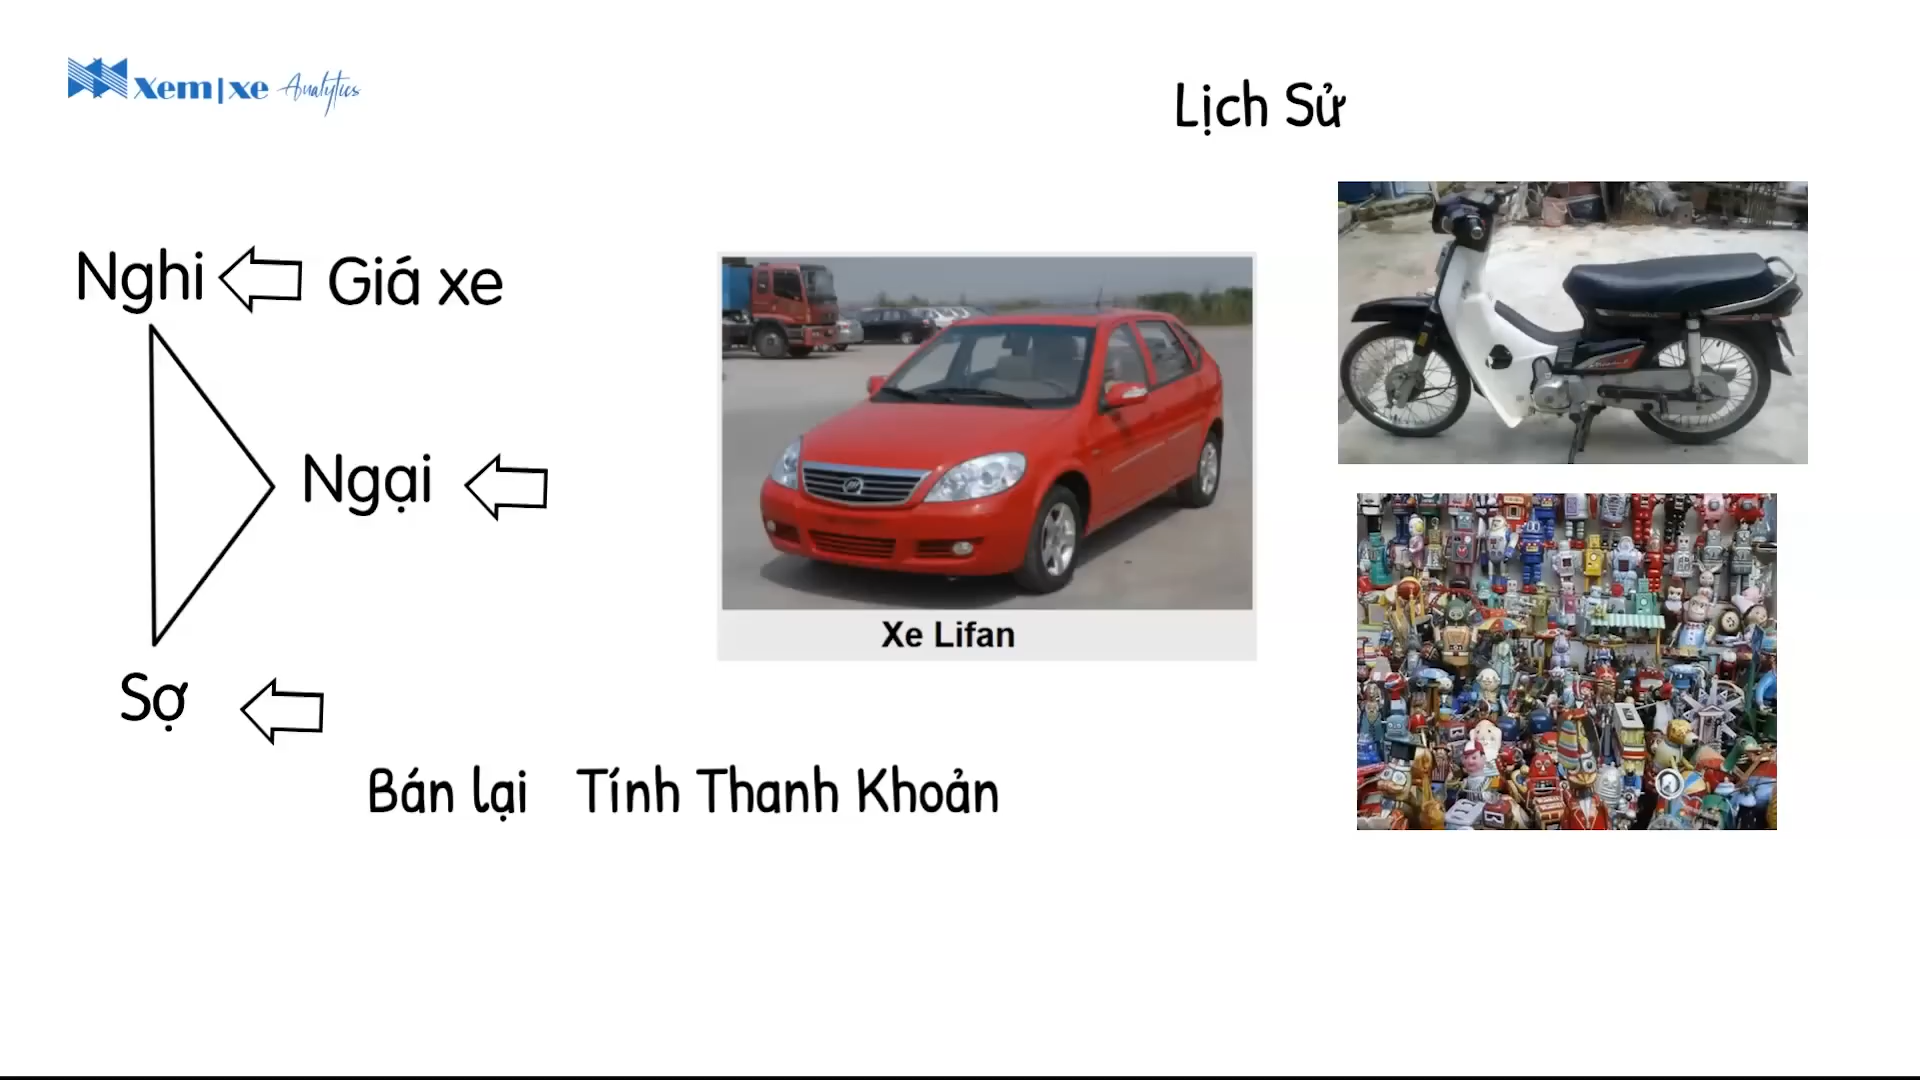 Xem|xe Analytics
Lịch Sử
Nghi
Giá xe
Ngại
Xe Lifan
Sợ
Bán lại Tính Thanh Khoản